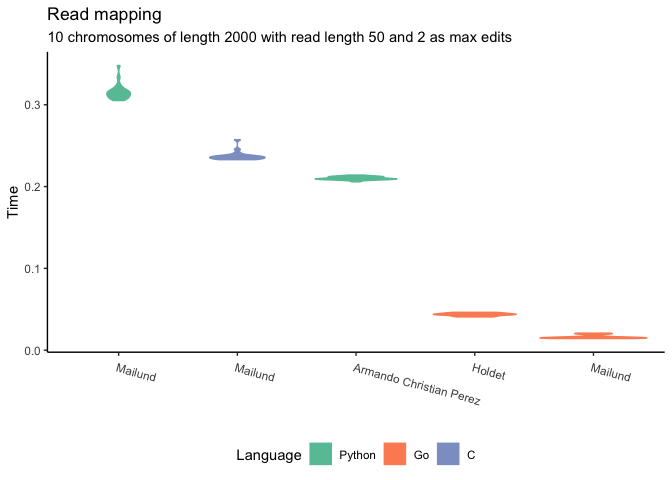 Read mapping
10 chromosomes of length 2000 with read length 50 and 2 as max edits
Time
0.3
0.2
0.1
0.0
Mailund
Mailund
Armando Christian Perez
Holdet
Mailund
Language Python Go C